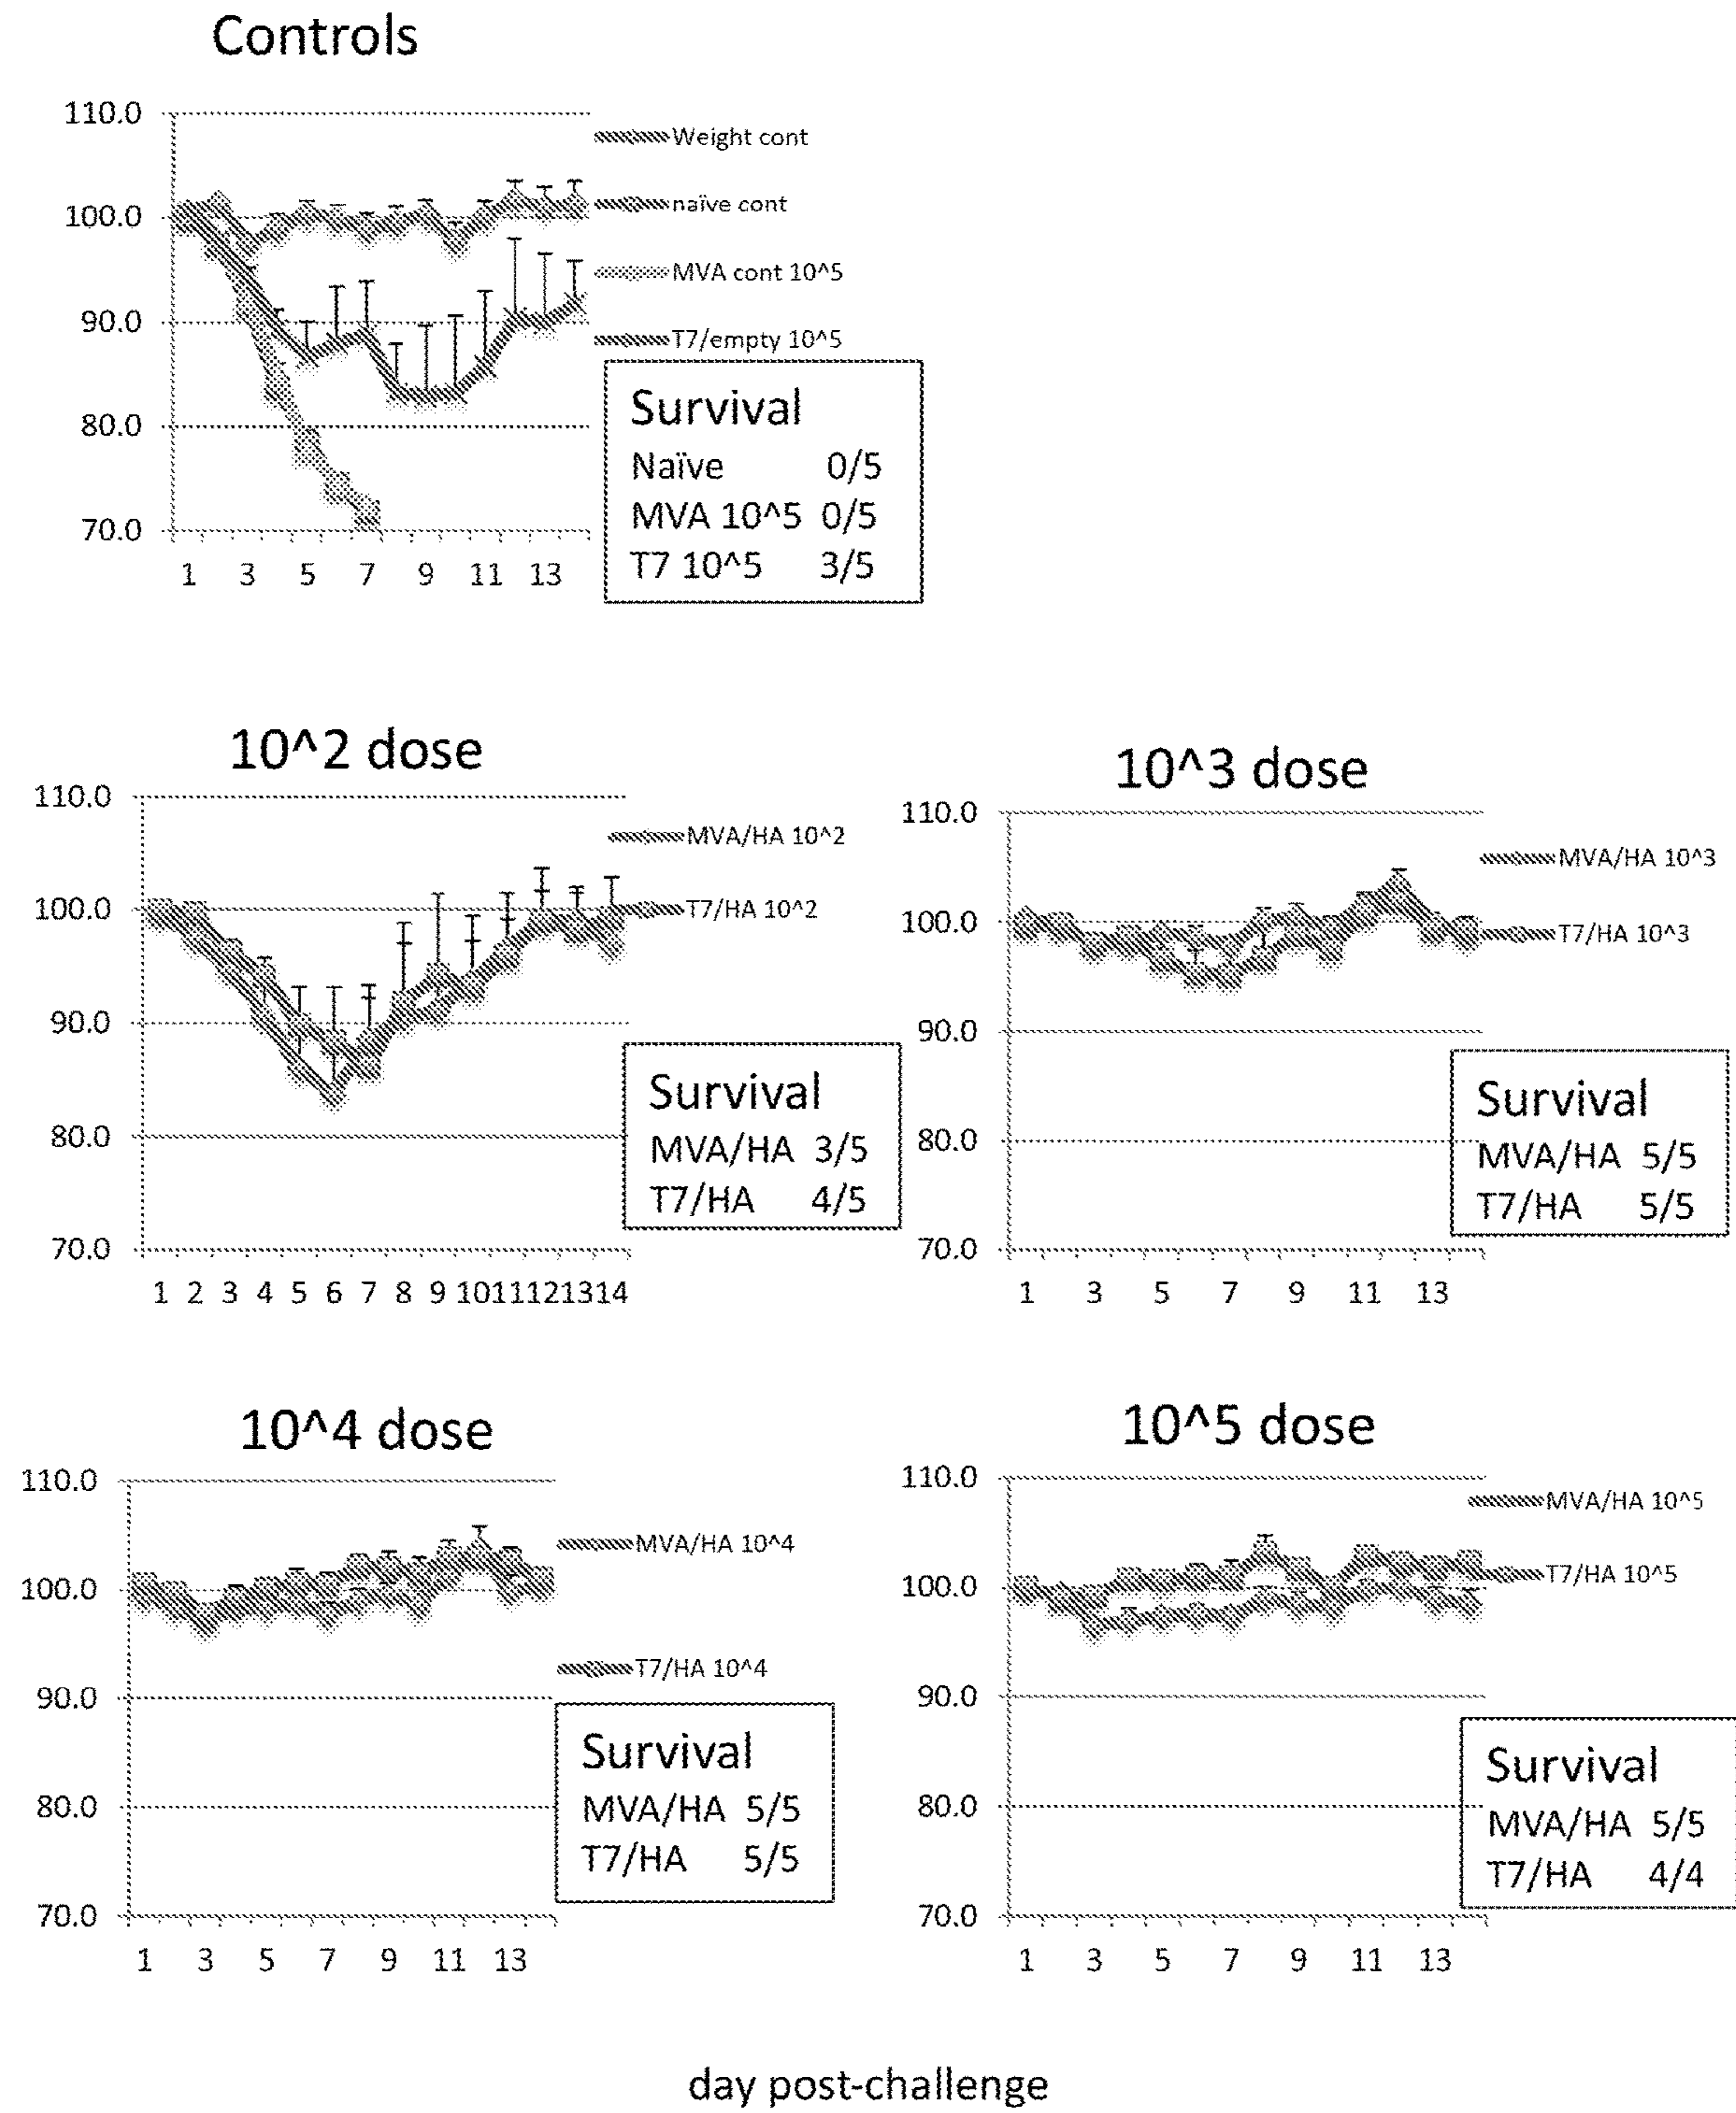 Controls
110.0
100.0
90.0
80.0
70.0
1 3 5 7 9 11 13
Weight cont
naïve cont
MVA cont 10^5
T7/empty 10^5
Survival
Naïve 0/5
MVA 10^5 0/5
T7 10^5 3/5
10^2 dose
110.0
100.0
90.0
80.0
70.0
1 2 3 4 5 6 7 8 9 1011121314
MVA/HA 10^2
T7/HA 10^2
Survival
MVA/HA 3/5
T7/HA 4/5
10^3 dose
110.0
100.0
90.0
80.0
70.0
1 3 5 7 9 11 13
MVA/HA 10^3
T7/HA 10^3
Survival
MVA/HA 5/5
T7/HA 5/5
10^4 dose
110.0
100.0
90.0
80.0
70.0
1 3 5 7 9 11 13
MVA/HA 10^4
T7/HA 10^4
Survival
MVA/HA 5/5
T7/HA 5/5
10^5 dose
110.0
100.0
90.0
80.0
70.0
1 3 5 7 9 11 13
MVA/HA 10^5
T7/HA 10^5
Survival
MVA/HA 5/5
T7/HA 4/4
day post-challenge